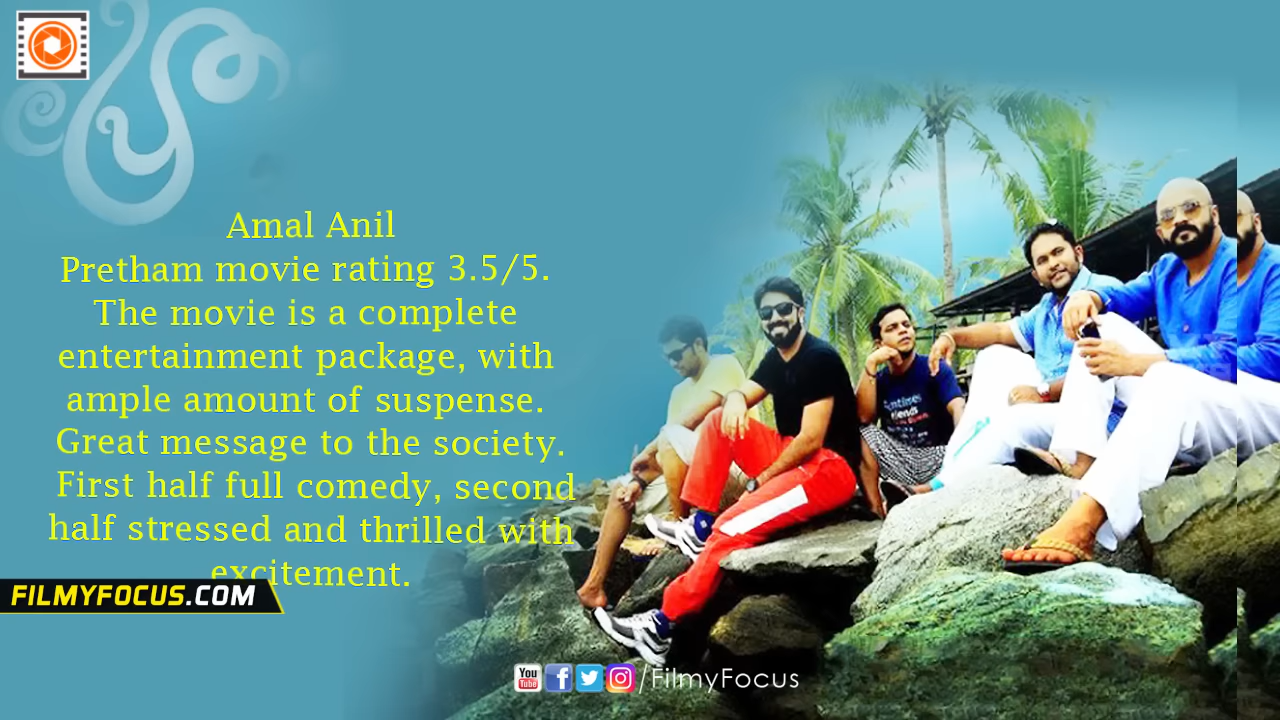 Amal Anil
Pretham movie rating 3.5/5.
The movie is a complete
entertainment package, with
ample amount of suspense.
Great message to the society.
First half full comedy, second
half stressed and thrilled with
excitement.
FILMYFOCUS.COM
You
Tube
/FilmyFocus